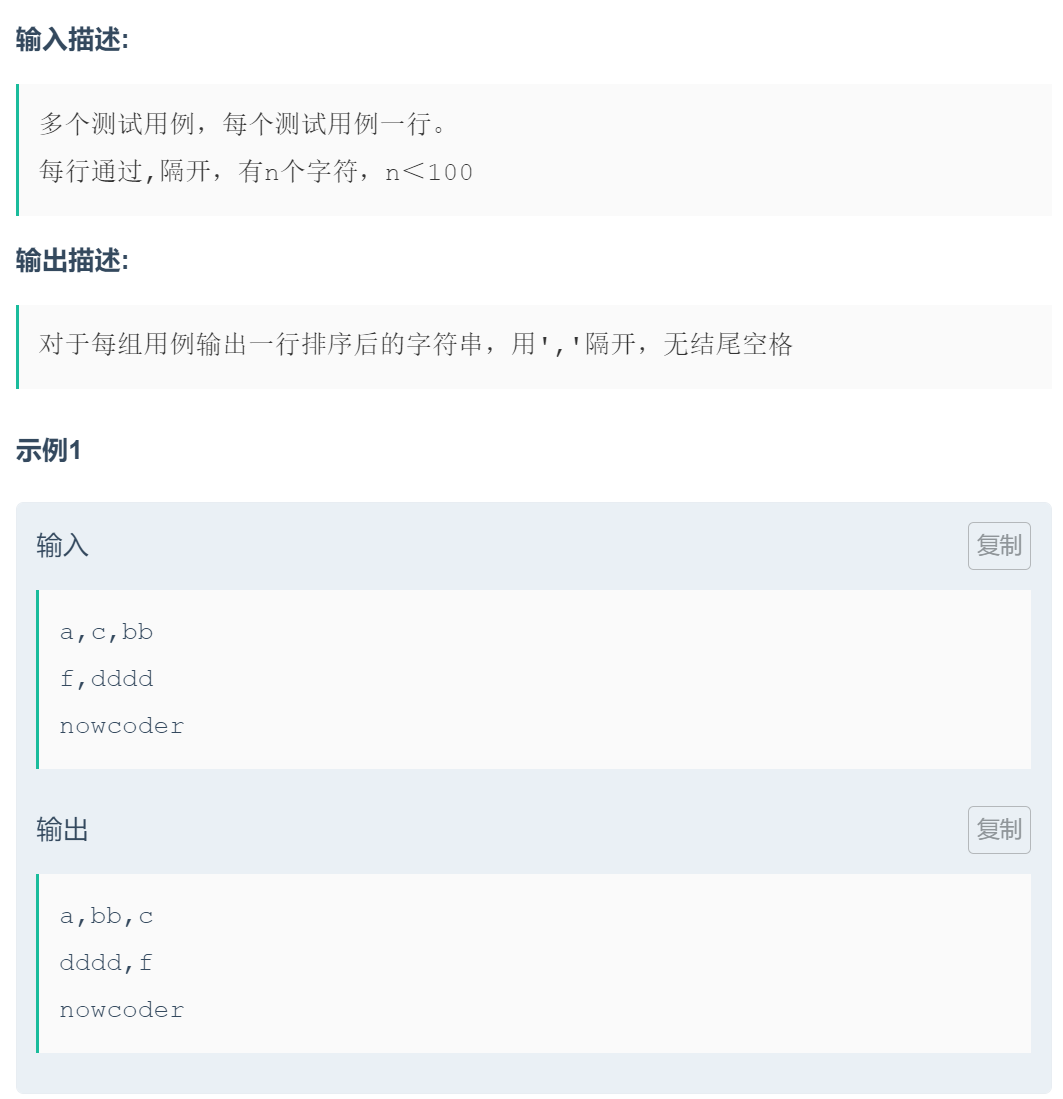 输入描述:
多个测试用例，每个测试用例一行。
每行通过,隔开，有n个字符，n＜100
输出描述:
对于每组用例输出一行排序后的字符串，用','隔开，无结尾空格
示例1
输入
复制
a,c,bb
f,dddd
nowcoder
输出
复制
a,bb,c
dddd,f
nowcoder